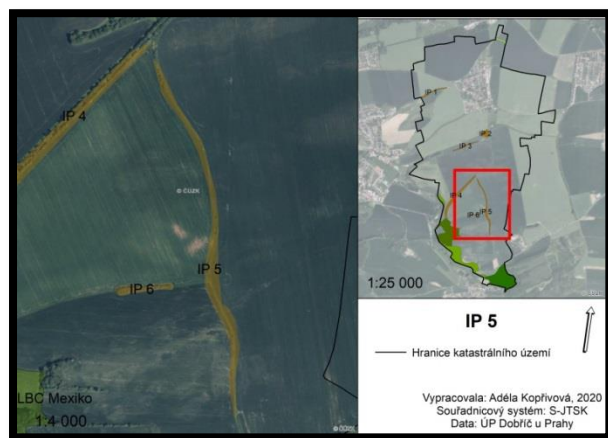 IP 4
© ČÚZK
IP 5
IP 6
LBC Mexiko
1:4 000
IP 1
IP 2
IP 3
IP 4
IP 6
IP 5
1:25 000
IP 5
Hranice katastrálního území
Vypracovala: Adéla Kopřivová, 2020
Souřadnicový systém: S-JTSK
Data: ÚP Dobříč u Prahy